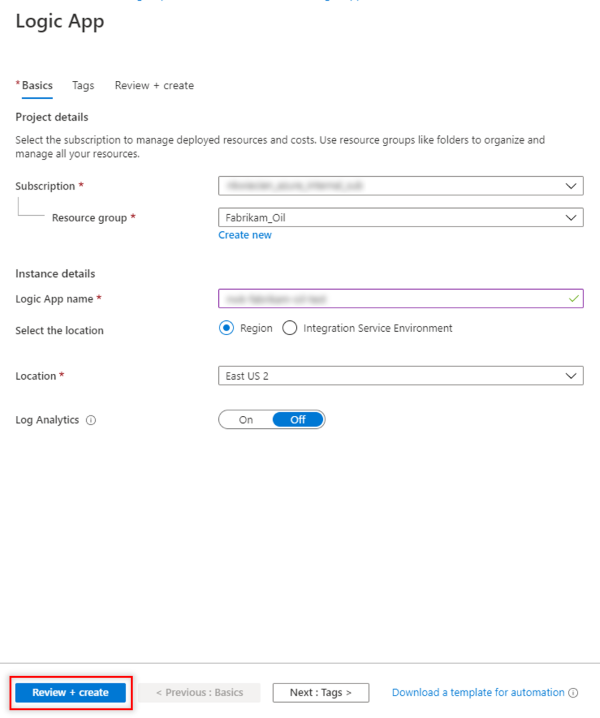 Logic App
* Basics Tags Review + create
Project details
Select the subscription to manage deployed resources and costs. Use resource groups like folders to organize and
manage all your resources.
Subscription *
Resource group * Fabrikam_Oil
Create new
Instance details
Logic App name *
Select the location Region Integration Service Environment
Location * East US 2
Log Analytics On Off
Review + create < Previous : Basics Next : Tags > Download a template for automation